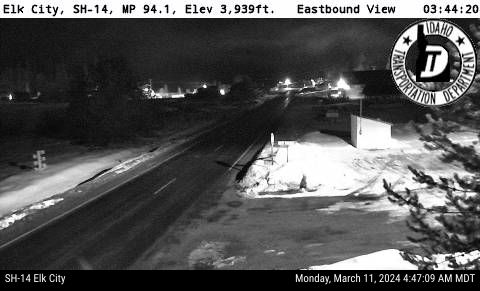 Elk City, SH-14, MP 94.1, Elev 3,939ft. Eastbound View 03:44:20
IDAHO
TRANSPORTATION DEPARTMENT
SH-14 Elk City Monday, March 11, 2024 4:47:09 AM MDT